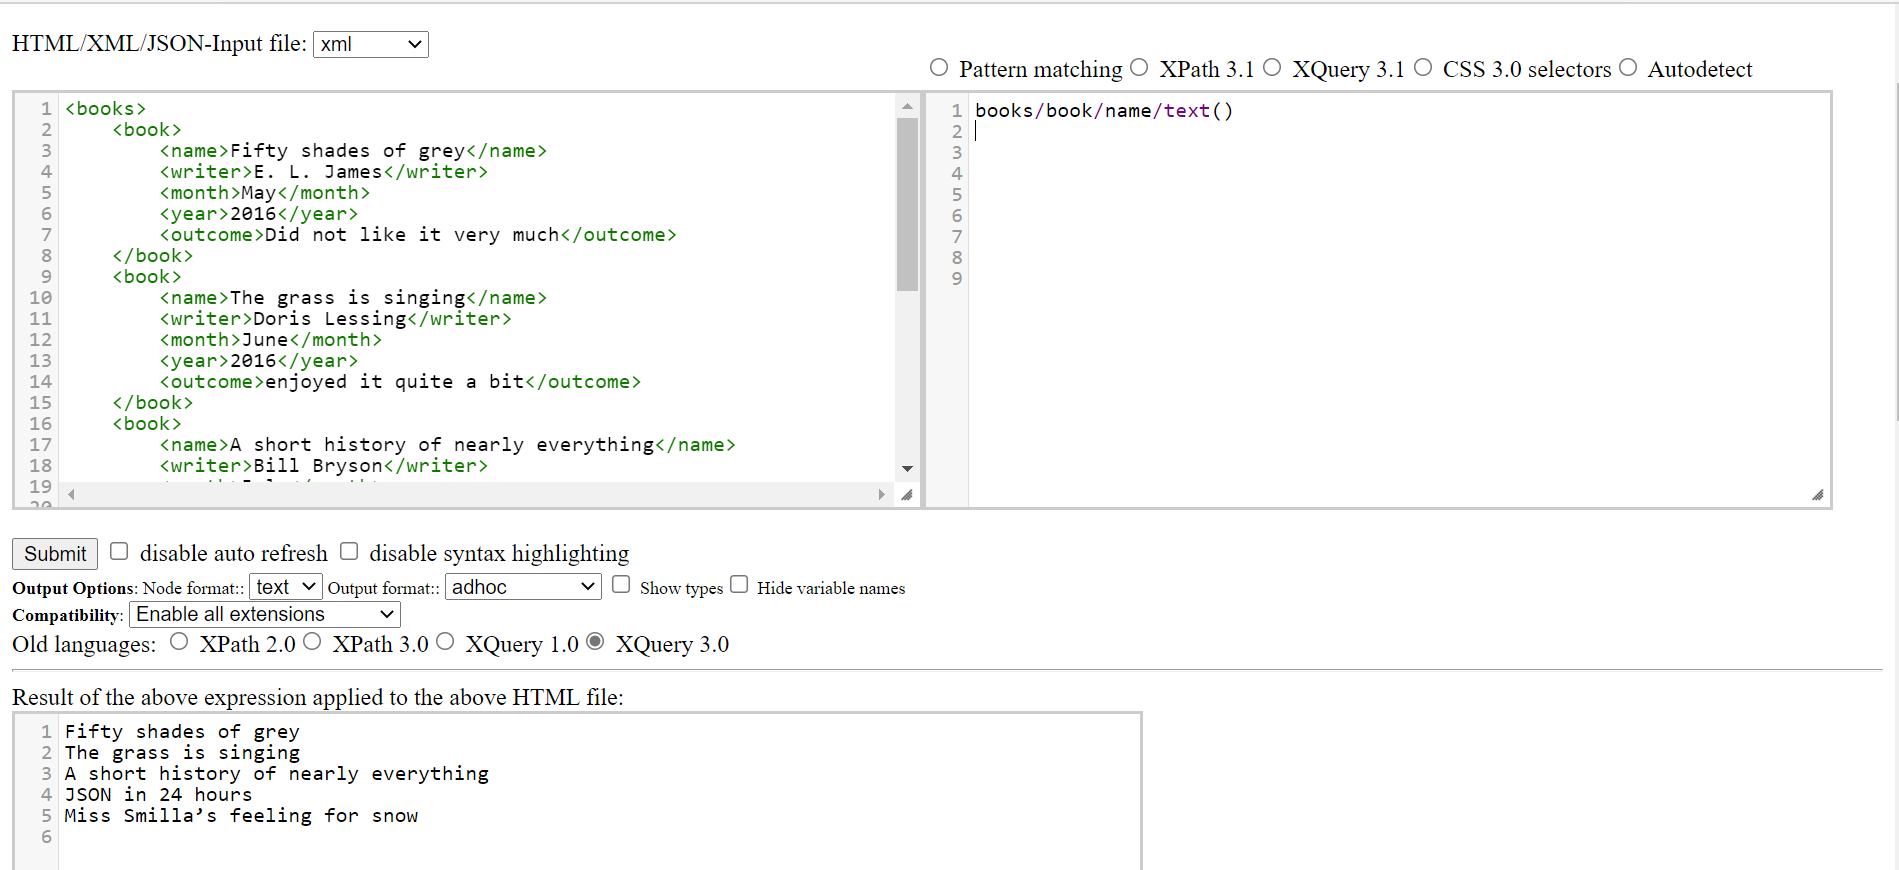 HTML/XML/JSON-Input file: xml
Pattern matching XPath 3.1 XQuery 3.1 CSS 3.0 selectors Autodetect
1 <books>
2 <book>
3 <name>Fifty shades of grey</name>
4 <writer>E. L. James</writer>
5 <month>May</month>
6 <year>2016</year>
7 <outcome>Did not like it very much</outcome>
8 </book>
9 <book>
10 <name>The grass is singing</name>
11 <writer>Doris Lessing</writer>
12 <month>June</month>
13 <year>2016</year>
14 <outcome>enjoyed it quite a bit</outcome>
15 </book>
16 <book>
17 <name>A short history of nearly everything</name>
18 <writer>Bill Bryson</writer>
19
1 books/book/name/text()
2
3
4
5
6
7
8
9
Submit disable auto refresh disable syntax highlighting
Output Options: Node format:: text Output format:: adhoc Show types Hide variable names
Compatibility: Enable all extensions
Old languages: XPath 2.0 XPath 3.0 XQuery 1.0 XQuery 3.0
Result of the above expression applied to the above HTML file:
1 Fifty shades of grey
2 The grass is singing
3 A short history of nearly everything
4 JSON in 24 hours
5 Miss Smilla’s feeling for snow
6